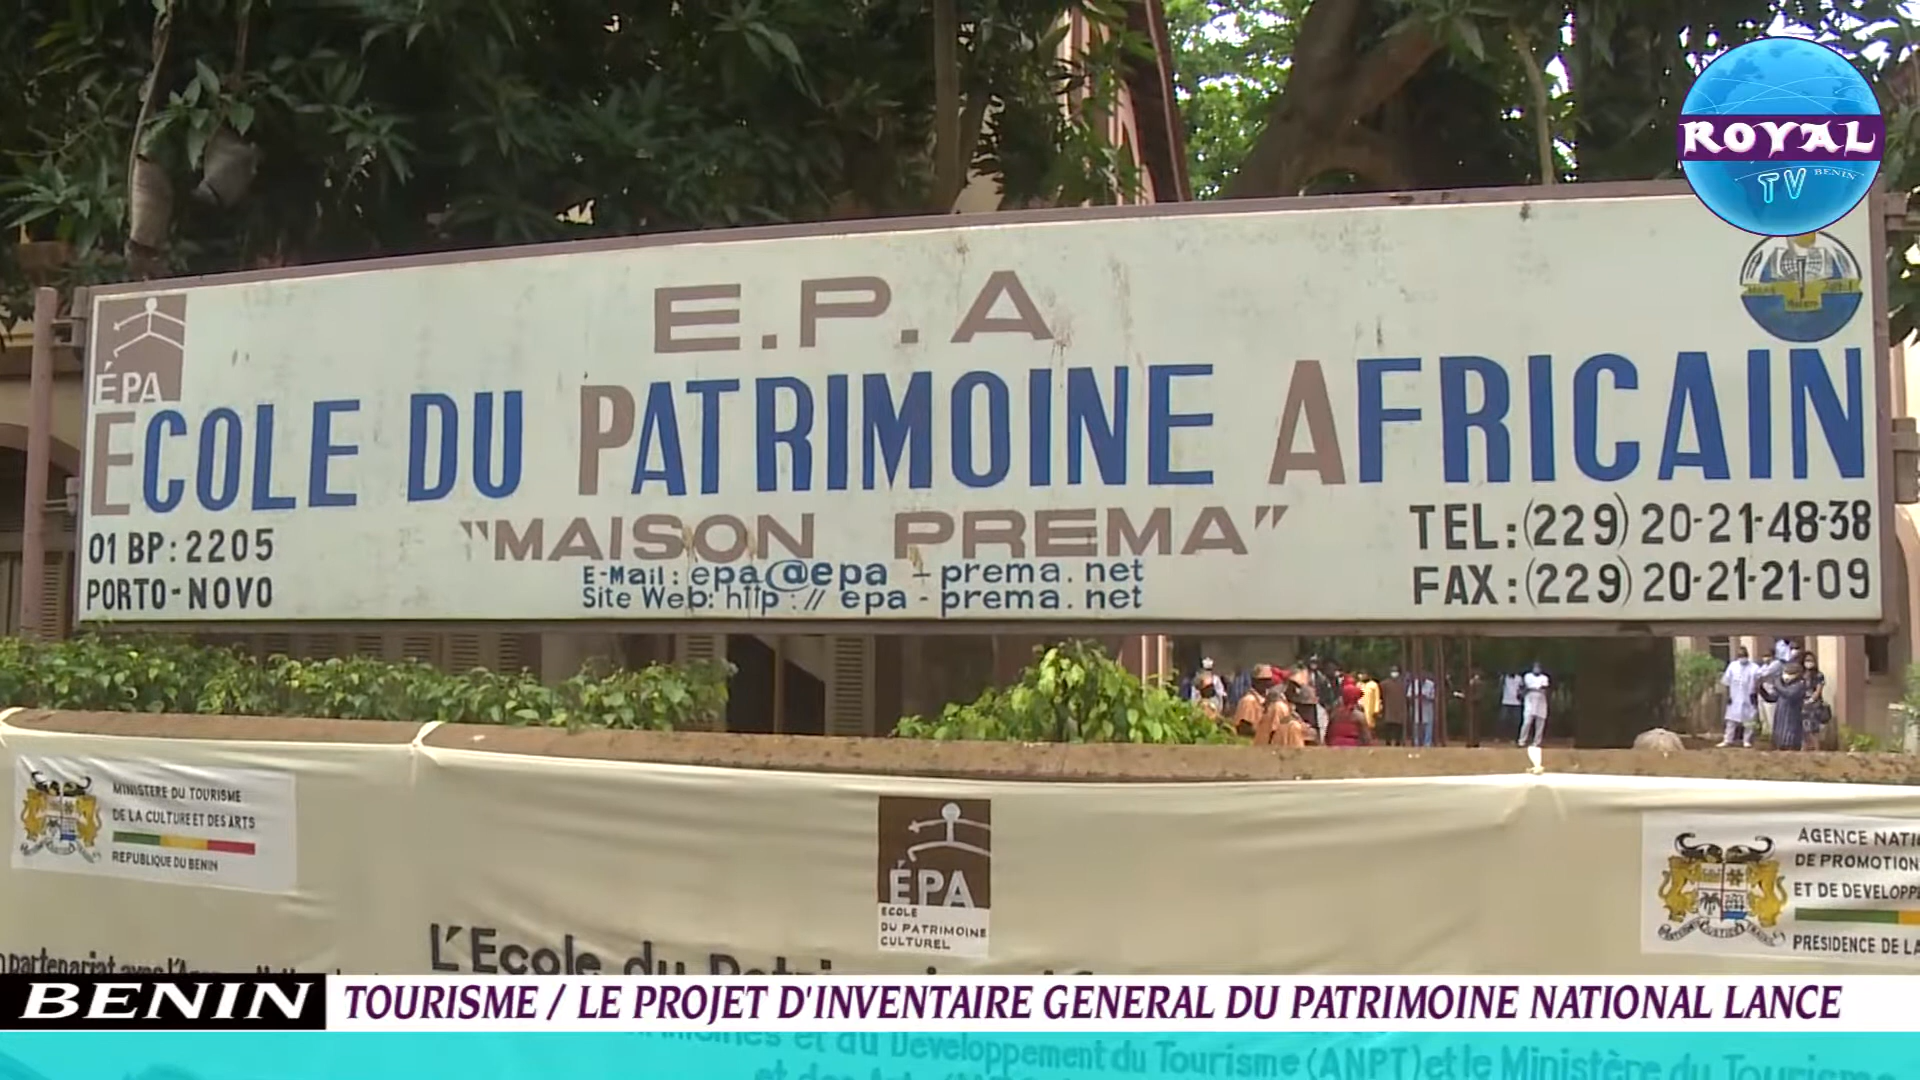 ROYAL
TV BENIN
E.P.A
ÉPA
ECOLE DU PATRIMOINE AFRICAIN
"MAISON PREMA"
01 BP: 2205
PORTO-NOVO
E-Mail: epa@epa - prema.net
Site Web: http:// epa - prema.net
TEL:(229) 20-21-48-38
FAX:(229) 20-21-21-09
MINISTERE DU TOURISME
DE LA CULTURE ET DES ARTS
REPUBLIQUE DU BENIN
ÉPA
ECOLE
DU PATRIMOINE
CULTUREL
AGENCE NATI
DE PROMOTION
ET DE DEVELOPP
PRESIDENCE DE LA
L'Ecole du
partenariat avec
BENIN
TOURISME / LE PROJET D'INVENTAIRE GENERAL DU PATRIMOINE NATIONAL LANCE
et du Développement du Tourisme (ANPT) et le Ministère du Tourisme